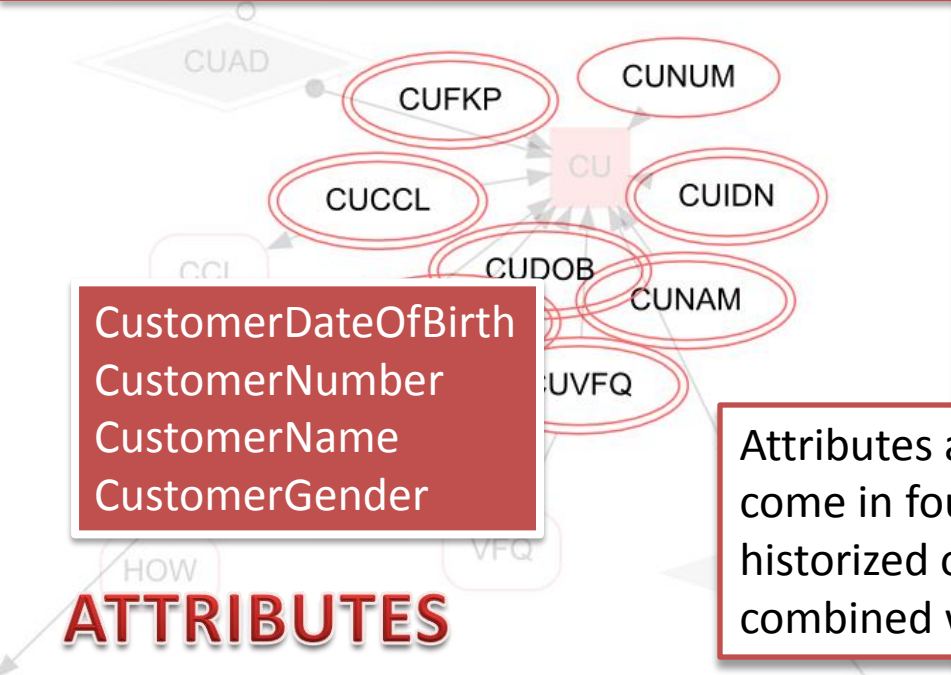 CUAD
CUNUM
CUFKP
CU
CUIDN
CUCCL
CUDOB
CCL
CUNAM
CustomerDateOfBirth
CustomerNumber
CustomerName
CustomerGender
CUVFQ
Attributes
come in
historized
combined
VFQ
HOW
ATTRIBUTES